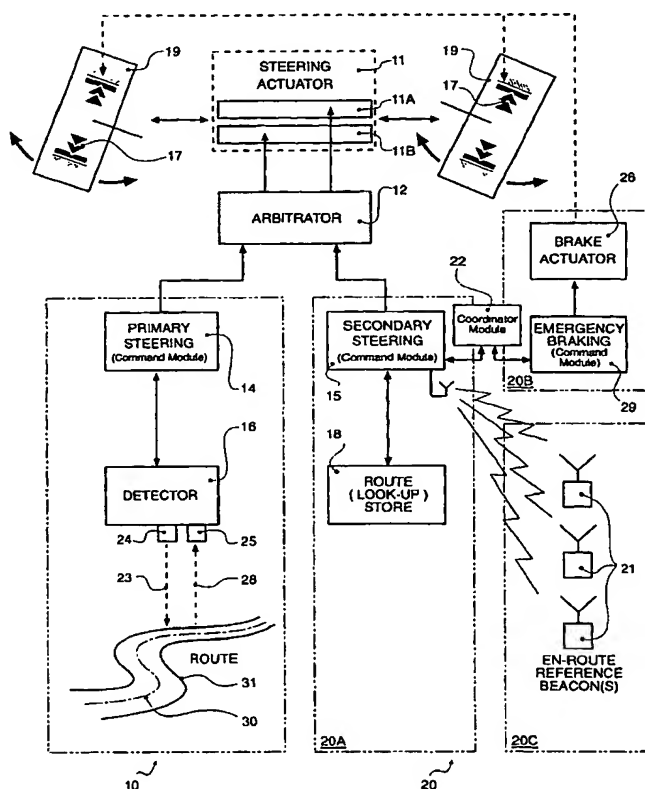 19
STEERING
ACTUATOR
11
11A
11B
17
19
17
ARBITRATOR
12
26
BRAKE
ACTUATOR
22
Coordmator
Module
PRIMARY
STEERING
(Command Module)
14
SECONDARY
STEERING
(Command Module)
15
EMERGENCY
BRAKING
(Command
Module)
20B
29
16
DETECTOR
24
25
23
28
18
ROUTE
( LOOK-UP )
STORE
21
EN-ROUTE
REFERENCE
BEACON(S)
ROUTE
31
30
20A
20C
10
20